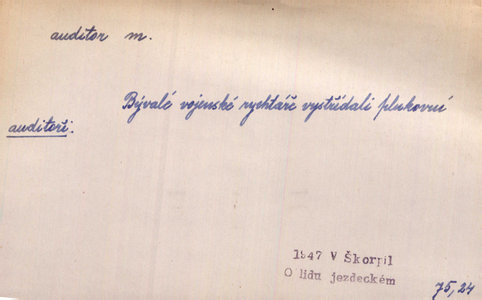 auditor m.
Bývalé vojenské rychtáře vystřídali plukovní
auditoři.
1947 V Škorpil
O lidu jezdeckém
75,24